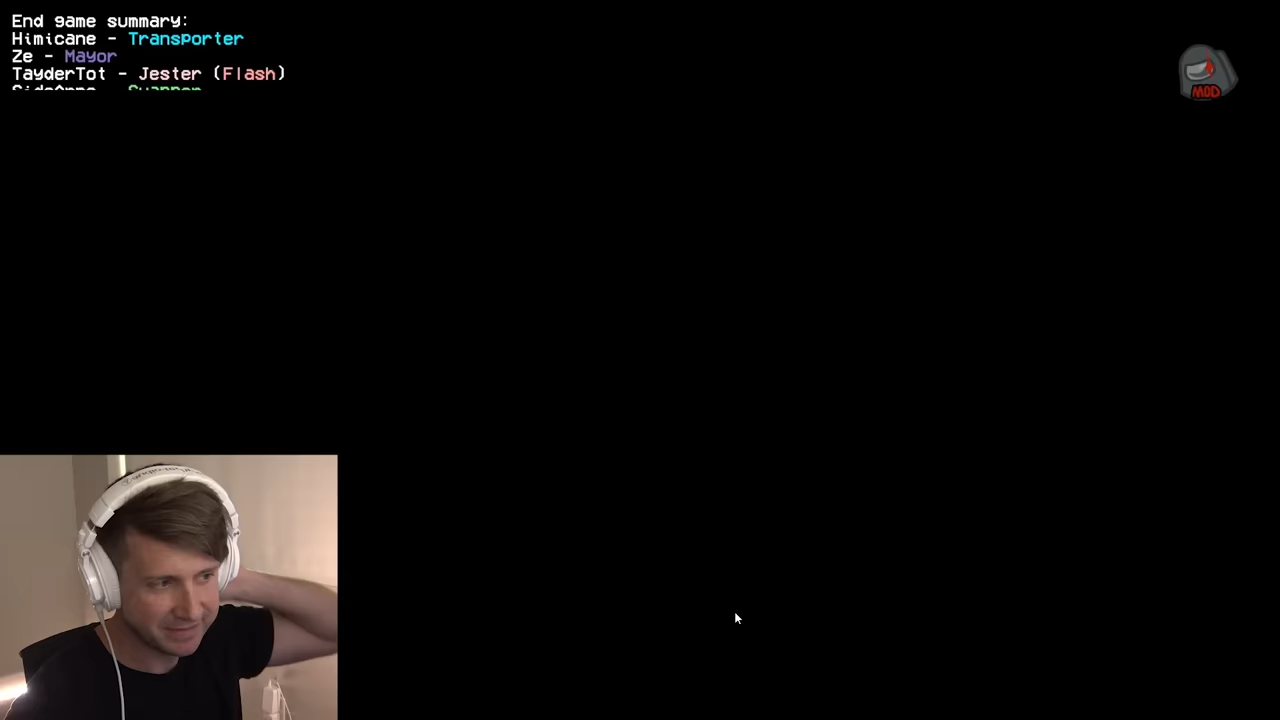 End game summary:
Himicane - Transporter
Ze - Mayor
TayderTot - Jester (Flash)
MOD